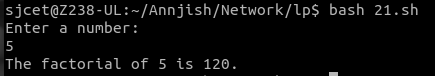 sjcet@Z238-UL:~/Annjish/Network/lp$ bash 21.sh
Enter a number:
5
The factorial of 5 is 120.